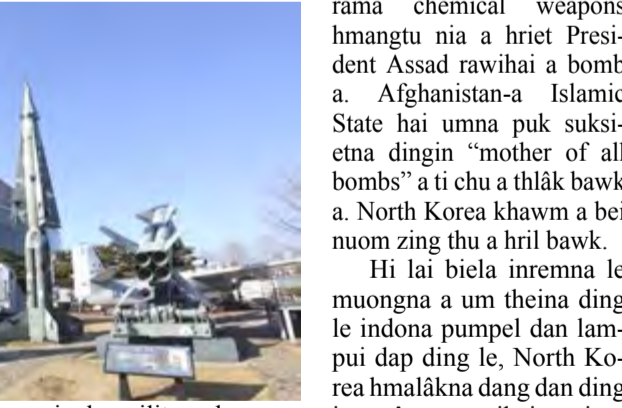 rama chemical weapons
hmangtu nia a hriet Presi-
dent Assad rawihai a bomb
a. Afghanistan-a Islamic
State hai umna puk suksi-
etna dingin “mother of all
bombs” a ti chu a thlâk bawk
a. North Korea khawm a bei
nuom zing thu a hril bawk.
Hi lai biela inremna le
muongna a um theina ding
le indona pumpel dan lam-
pui dap ding le, North Ko-
rea hmalâkna dang dan ding